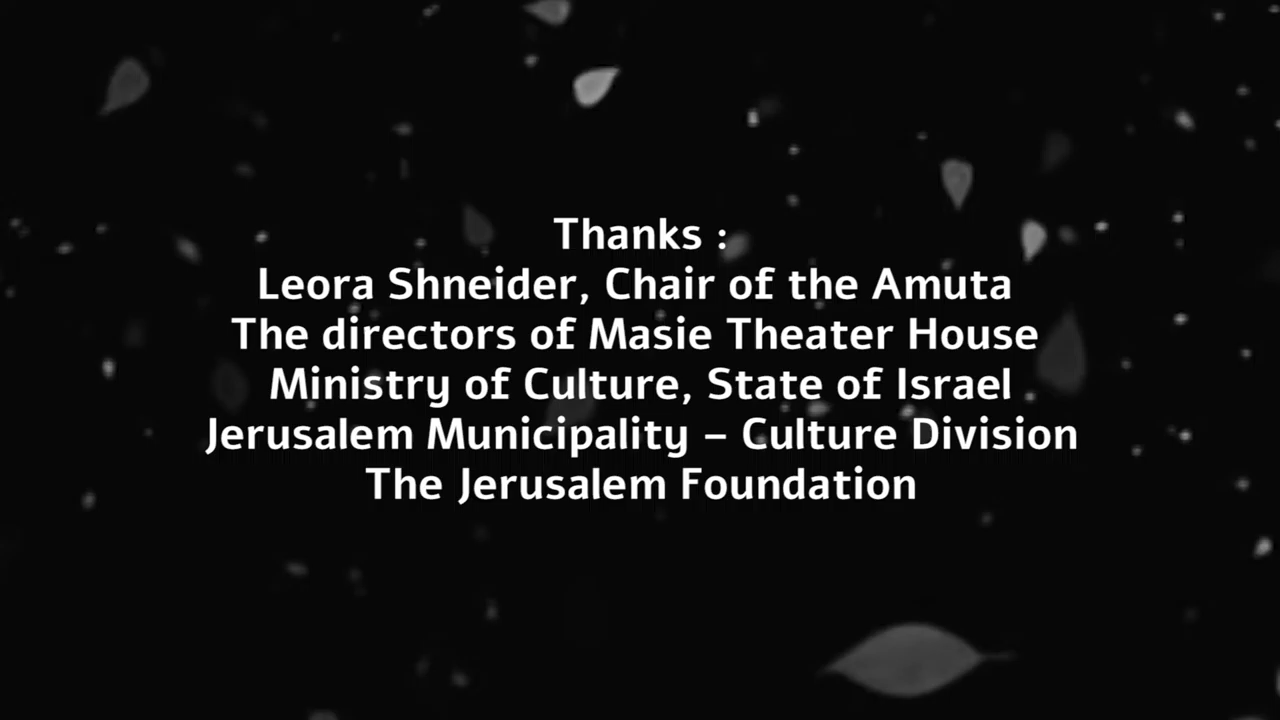 Thanks :
Leora Shneider, Chair of the Amuta
The directors of Masie Theater House
Ministry of Culture, State of Israel
Jerusalem Municipality – Culture Division
The Jerusalem Foundation